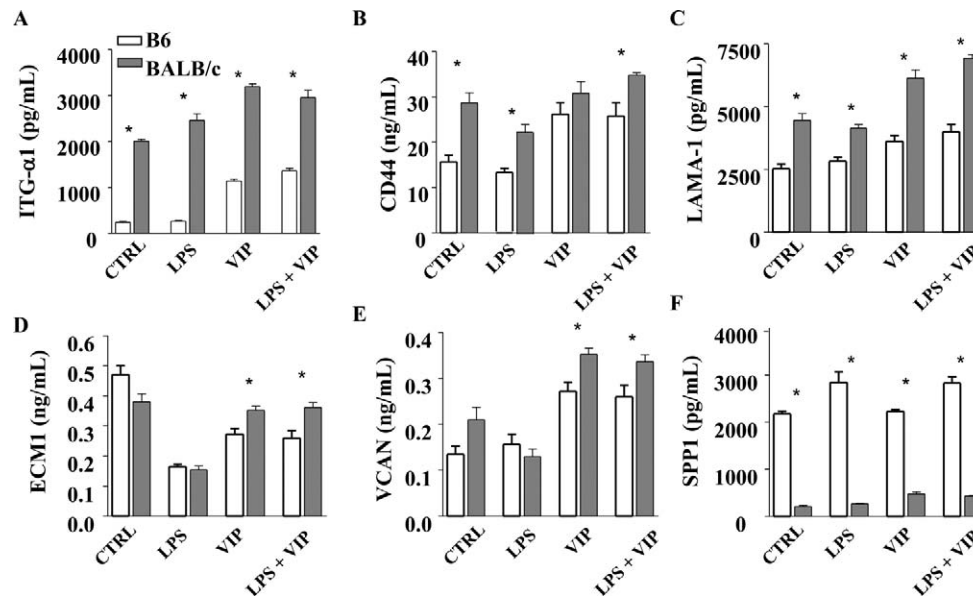 A
B6
BALB/c
4000
3000
2000
1000
0
ITG-α1 (pg/mL)
* * * *
CTRL LPS VIP LPS + VIP
B
40
30
20
10
0
CD44 (ng/mL)
* * *
CTRL LPS VIP LPS + VIP
C
7500
5000
2500
0
LAMA-1 (pg/mL)
* * * *
CTRL LPS VIP LPS + VIP
D
0.6
0.5
0.4
0.3
0.2
0.1
0.0
ECM1 (ng/mL)
* *
CTRL LPS VIP LPS + VIP
E
0.4
0.3
0.2
0.1
0.0
VCAN (ng/mL)
* *
CTRL LPS VIP LPS + VIP
F
4000
3000
2000
1000
0
SPP1 (pg/mL)
* * * *
CTRL LPS VIP LPS + VIP